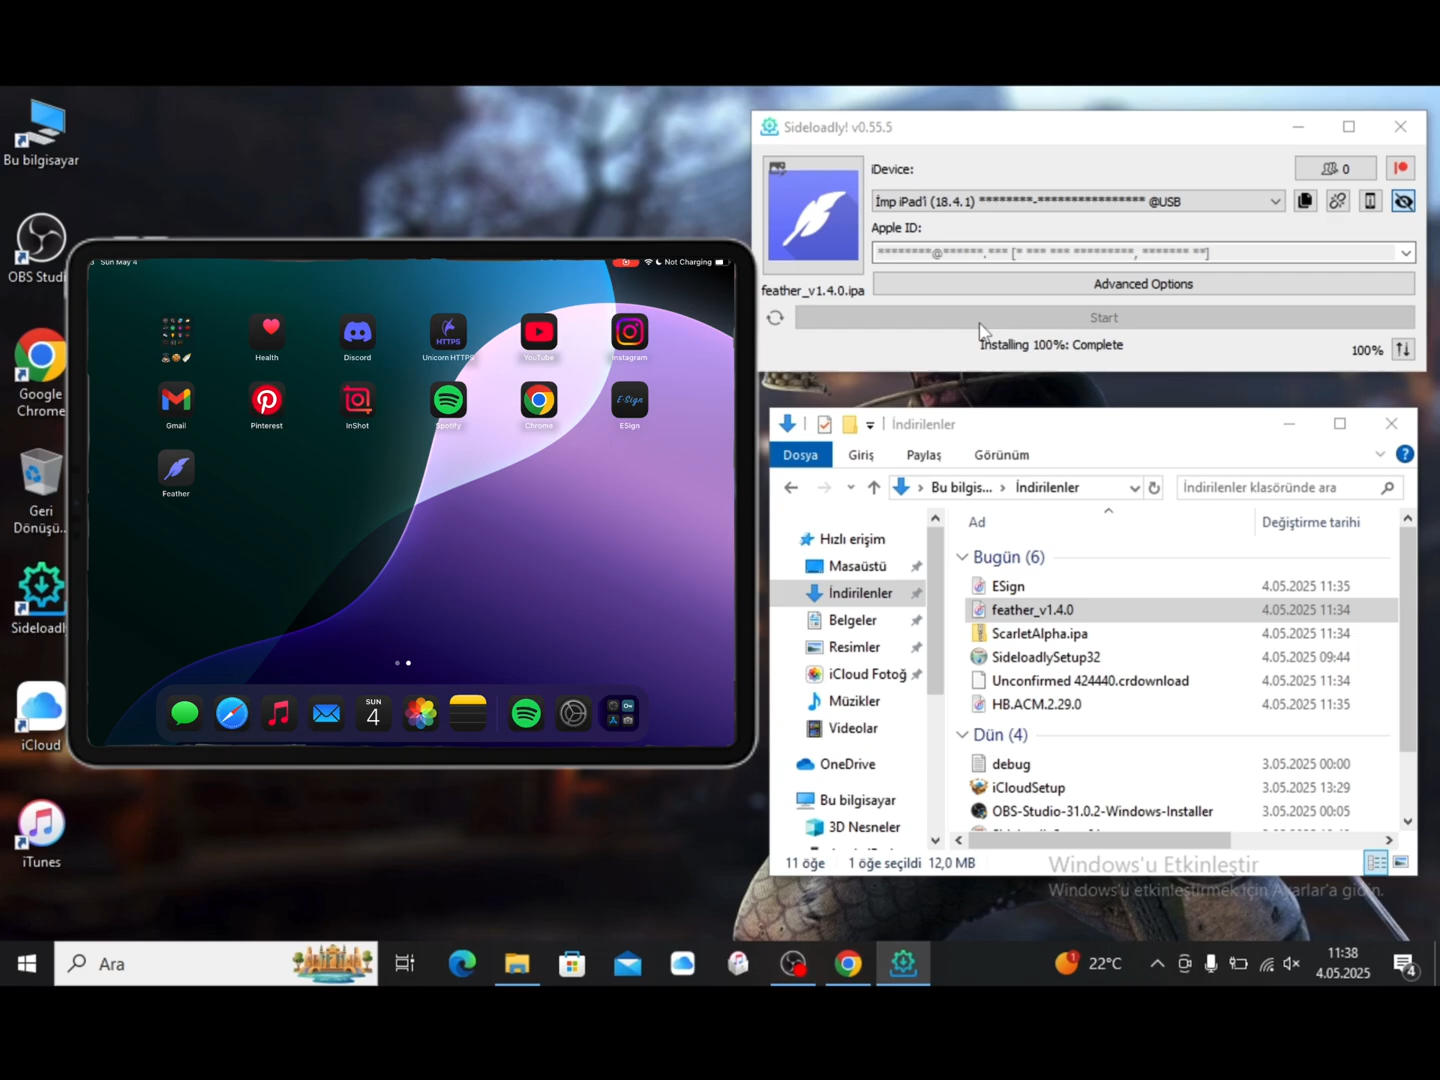 Bu bilgisayar
OBS Studi
Google
Chrome
Geri
Dönüşü...
Sideloadl
iCloud
iTunes
Sun May 4
Not Charging
Health
Discord
HTTPS
Unicorn HTTPS
YouTube
Instagram
Gmail
Pinterest
InShot
Spotify
Chrome
E-Sign
ESign
Feather
SUN
4
Sideloadly! v0.55.5
iDevice:
0
İmp iPad'i (18.4.1) ********-**************** @USB
Apple ID:
********@******.*** [* *** *** *********, ******* **]
feather_v1.4.0.ipa
Advanced Options
Start
Installing 100%: Complete
100%
İndirilenler
Dosya
Giriş
Paylaş
Görünüm
Bu bilgis... › İndirilenler
İndirilenler klasöründe ara
Ad
Değiştirme tarihi
Hızlı erişim
Masaüstü
İndirilenler
Belgeler
Resimler
iCloud Fotoğ
Müzikler
Videolar
OneDrive
Bu bilgisayar
3D Nesneler
Bugün (6)
ESign 4.05.2025 11:35
feather_v1.4.0 4.05.2025 11:34
ScarletAlpha.ipa 4.05.2025 11:34
SideloadlySetup32 4.05.2025 09:44
Unconfirmed 424440.crdownload 4.05.2025 11:34
HB.ACM.2.29.0 4.05.2025 11:35
Dün (4)
debug 3.05.2025 00:00
iCloudSetup 3.05.2025 13:29
OBS-Studio-31.0.2-Windows-Installer 3.05.2025 00:05
11 öğe 1 öğe seçildi 12,0 MB
Windows'u Etkinleştir
Windows'u etkinleştirmek için Ayarlar'a gidin.
Ara
1
22°C
11:38
4.05.2025
4